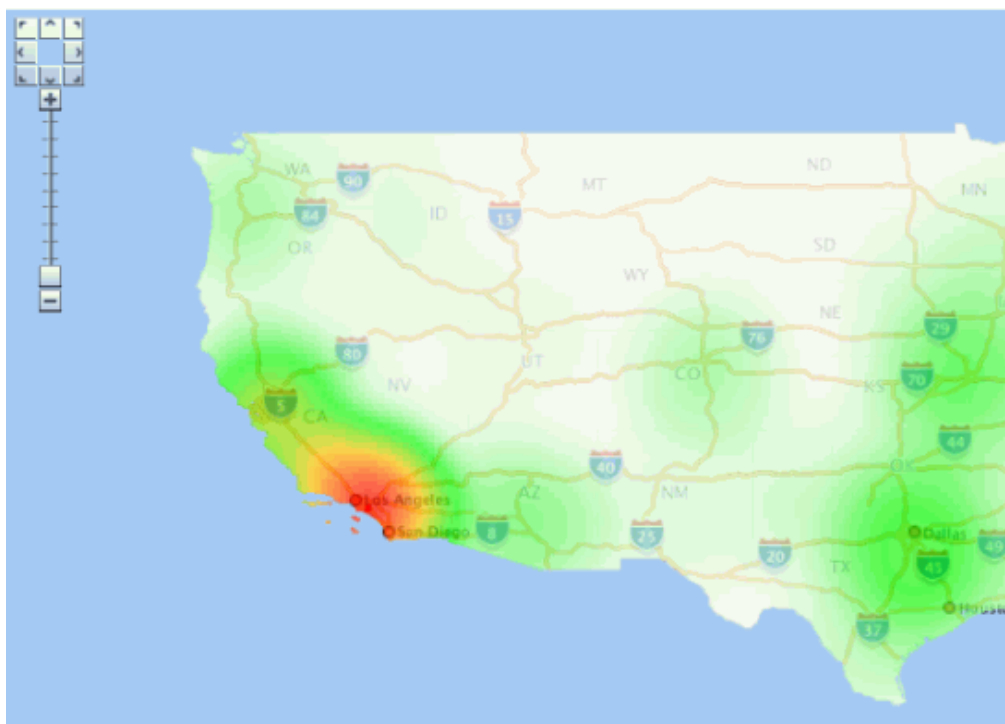 WA
90
ND
MT
MN
ID
84
15
OR
SD
WY
NE
76
29
80
UT
CO
KS
70
NV
5
CA
44
40
OK
AZ
NM
Los Angeles
San Diego
8
25
20
Dallas
49
TX
45
37